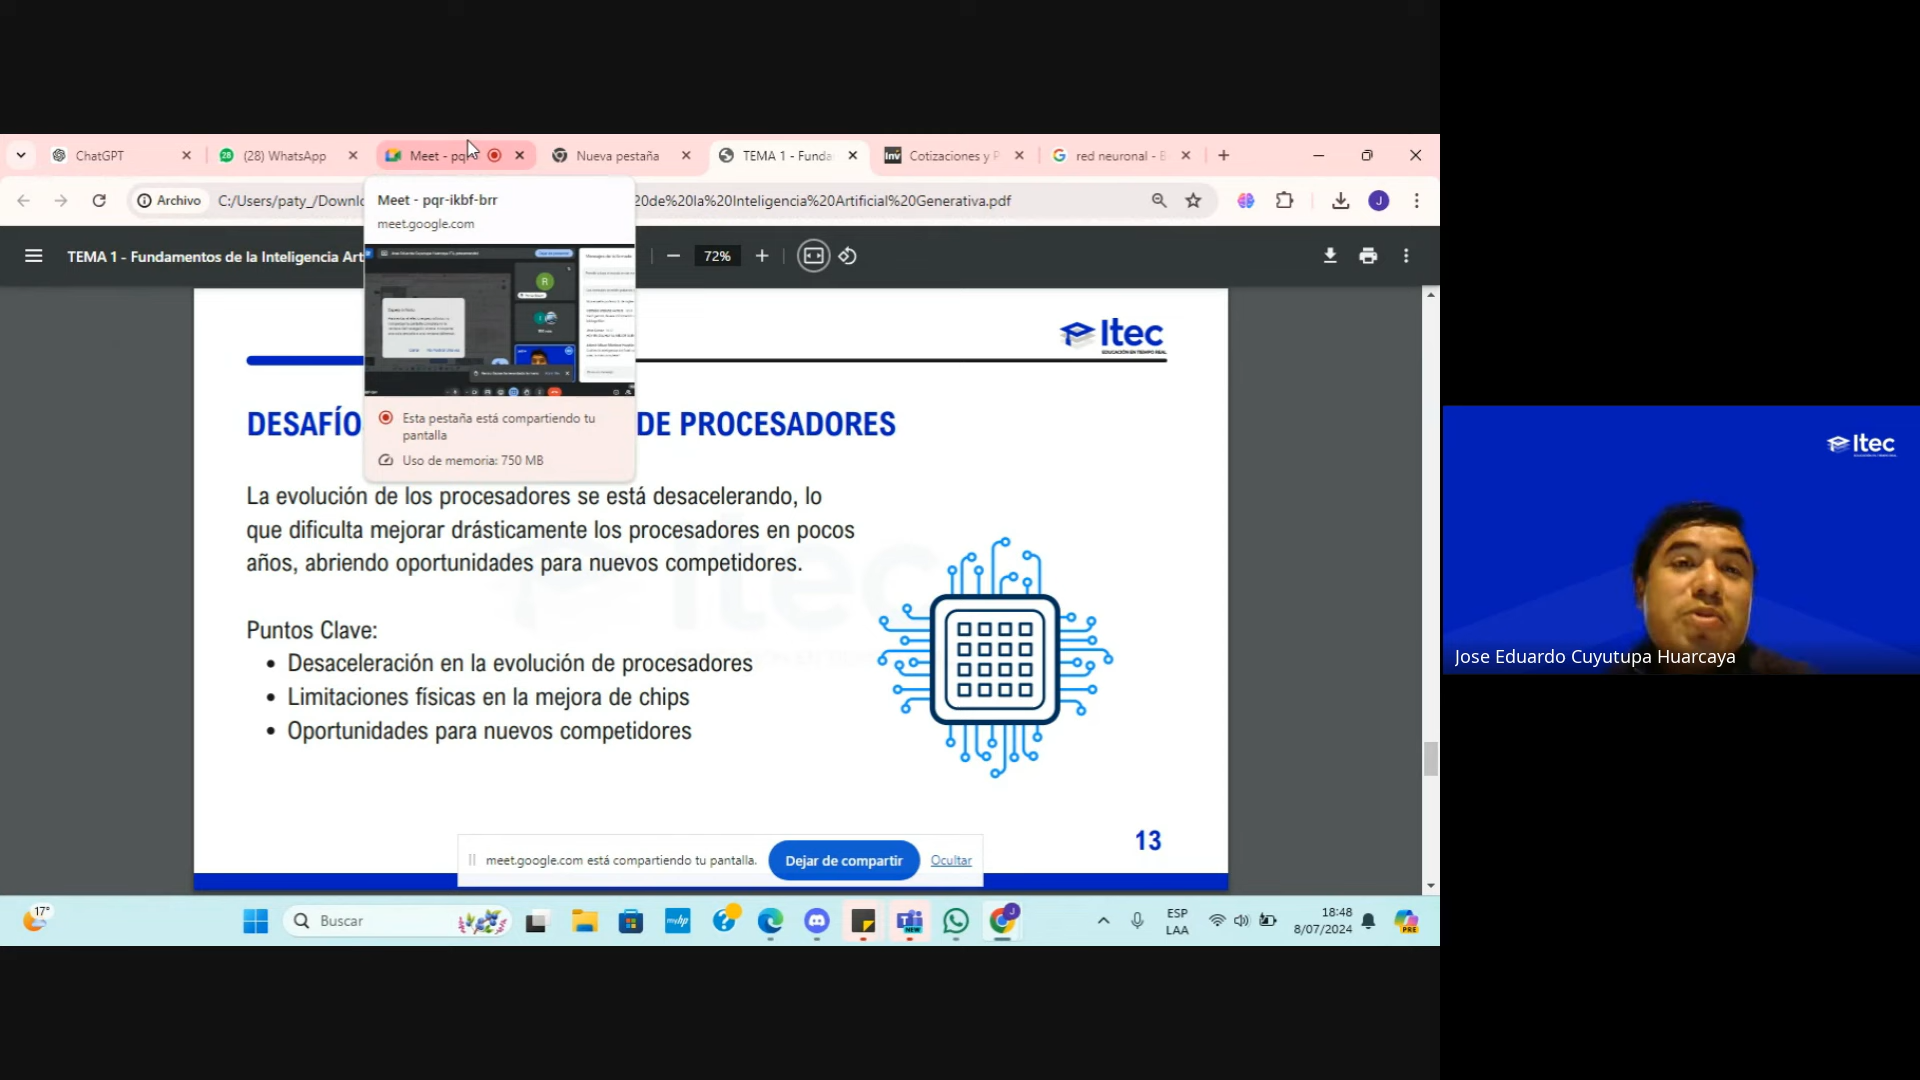 ChatGPT
(28) WhatsApp
Meet - pq
Nueva pestaña
TEMA 1 - Funda
Cotizaciones y P
red neuronal - B
Archivo
C:/Users/paty_/Downlo
20de%20la%20Inteligencia%20Artificial%20Generativa.pdf
Meet - pqr-ikbf-brr
meet.google.com
TEMA 1 - Fundamentos de la Inteligencia Art
72%
Itec
EDUCACIÓN EN TIEMPO REAL
Esta pestaña está compartiendo tu
pantalla
Uso de memoria: 750 MB
DESAFÍO
DE PROCESADORES
La evolución de los procesadores se está desacelerando, lo
que dificulta mejorar drásticamente los procesadores en pocos
años, abriendo oportunidades para nuevos competidores.
Puntos Clave:
• Desaceleración en la evolución de procesadores
• Limitaciones físicas en la mejora de chips
• Oportunidades para nuevos competidores
13
meet.google.com está compartiendo tu pantalla.
Dejar de compartir
Ocultar
17°
Buscar
ESP
LAA
18:48
8/07/2024
Itec
Jose Eduardo Cuyutupa Huarcaya